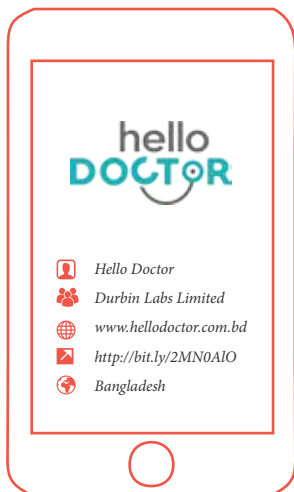 hello
DOCTOR
Hello Doctor
Durbin Labs Limited
www.hellodoctor.com.bd
http://bit.ly/2MN0AlO
Bangladesh